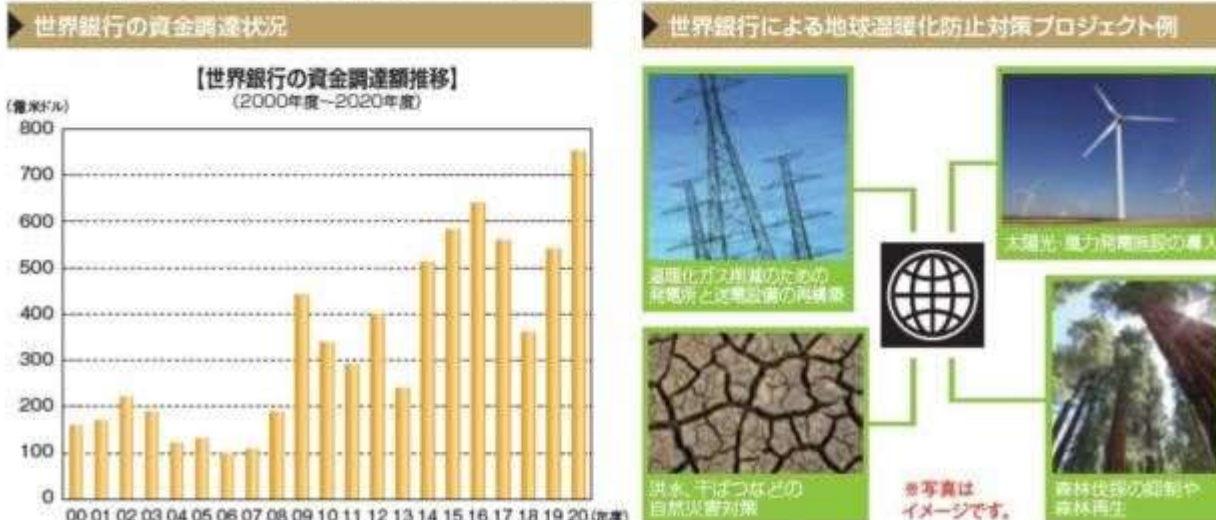 世界銀行の資金調達状況
【世界銀行の資金調達額推移】
(2000年度〜2020年度)
(億米ドル)
800
700
600
500
400
300
200
100
0
00 01 02 03 04 05 06 07 08 09 10 11 12 13 14 15 16 17 18 19 20(年度)
世界銀行による地球温暖化防止対策プロジェクト例
温暖化ガス削減のための
発電所と送電設備の再構築
太陽光・風力発電施設の導入
洪水、干ばつなどの
自然災害対策
※写真は
イメージです。
森林伐採の抑制や
森林再生